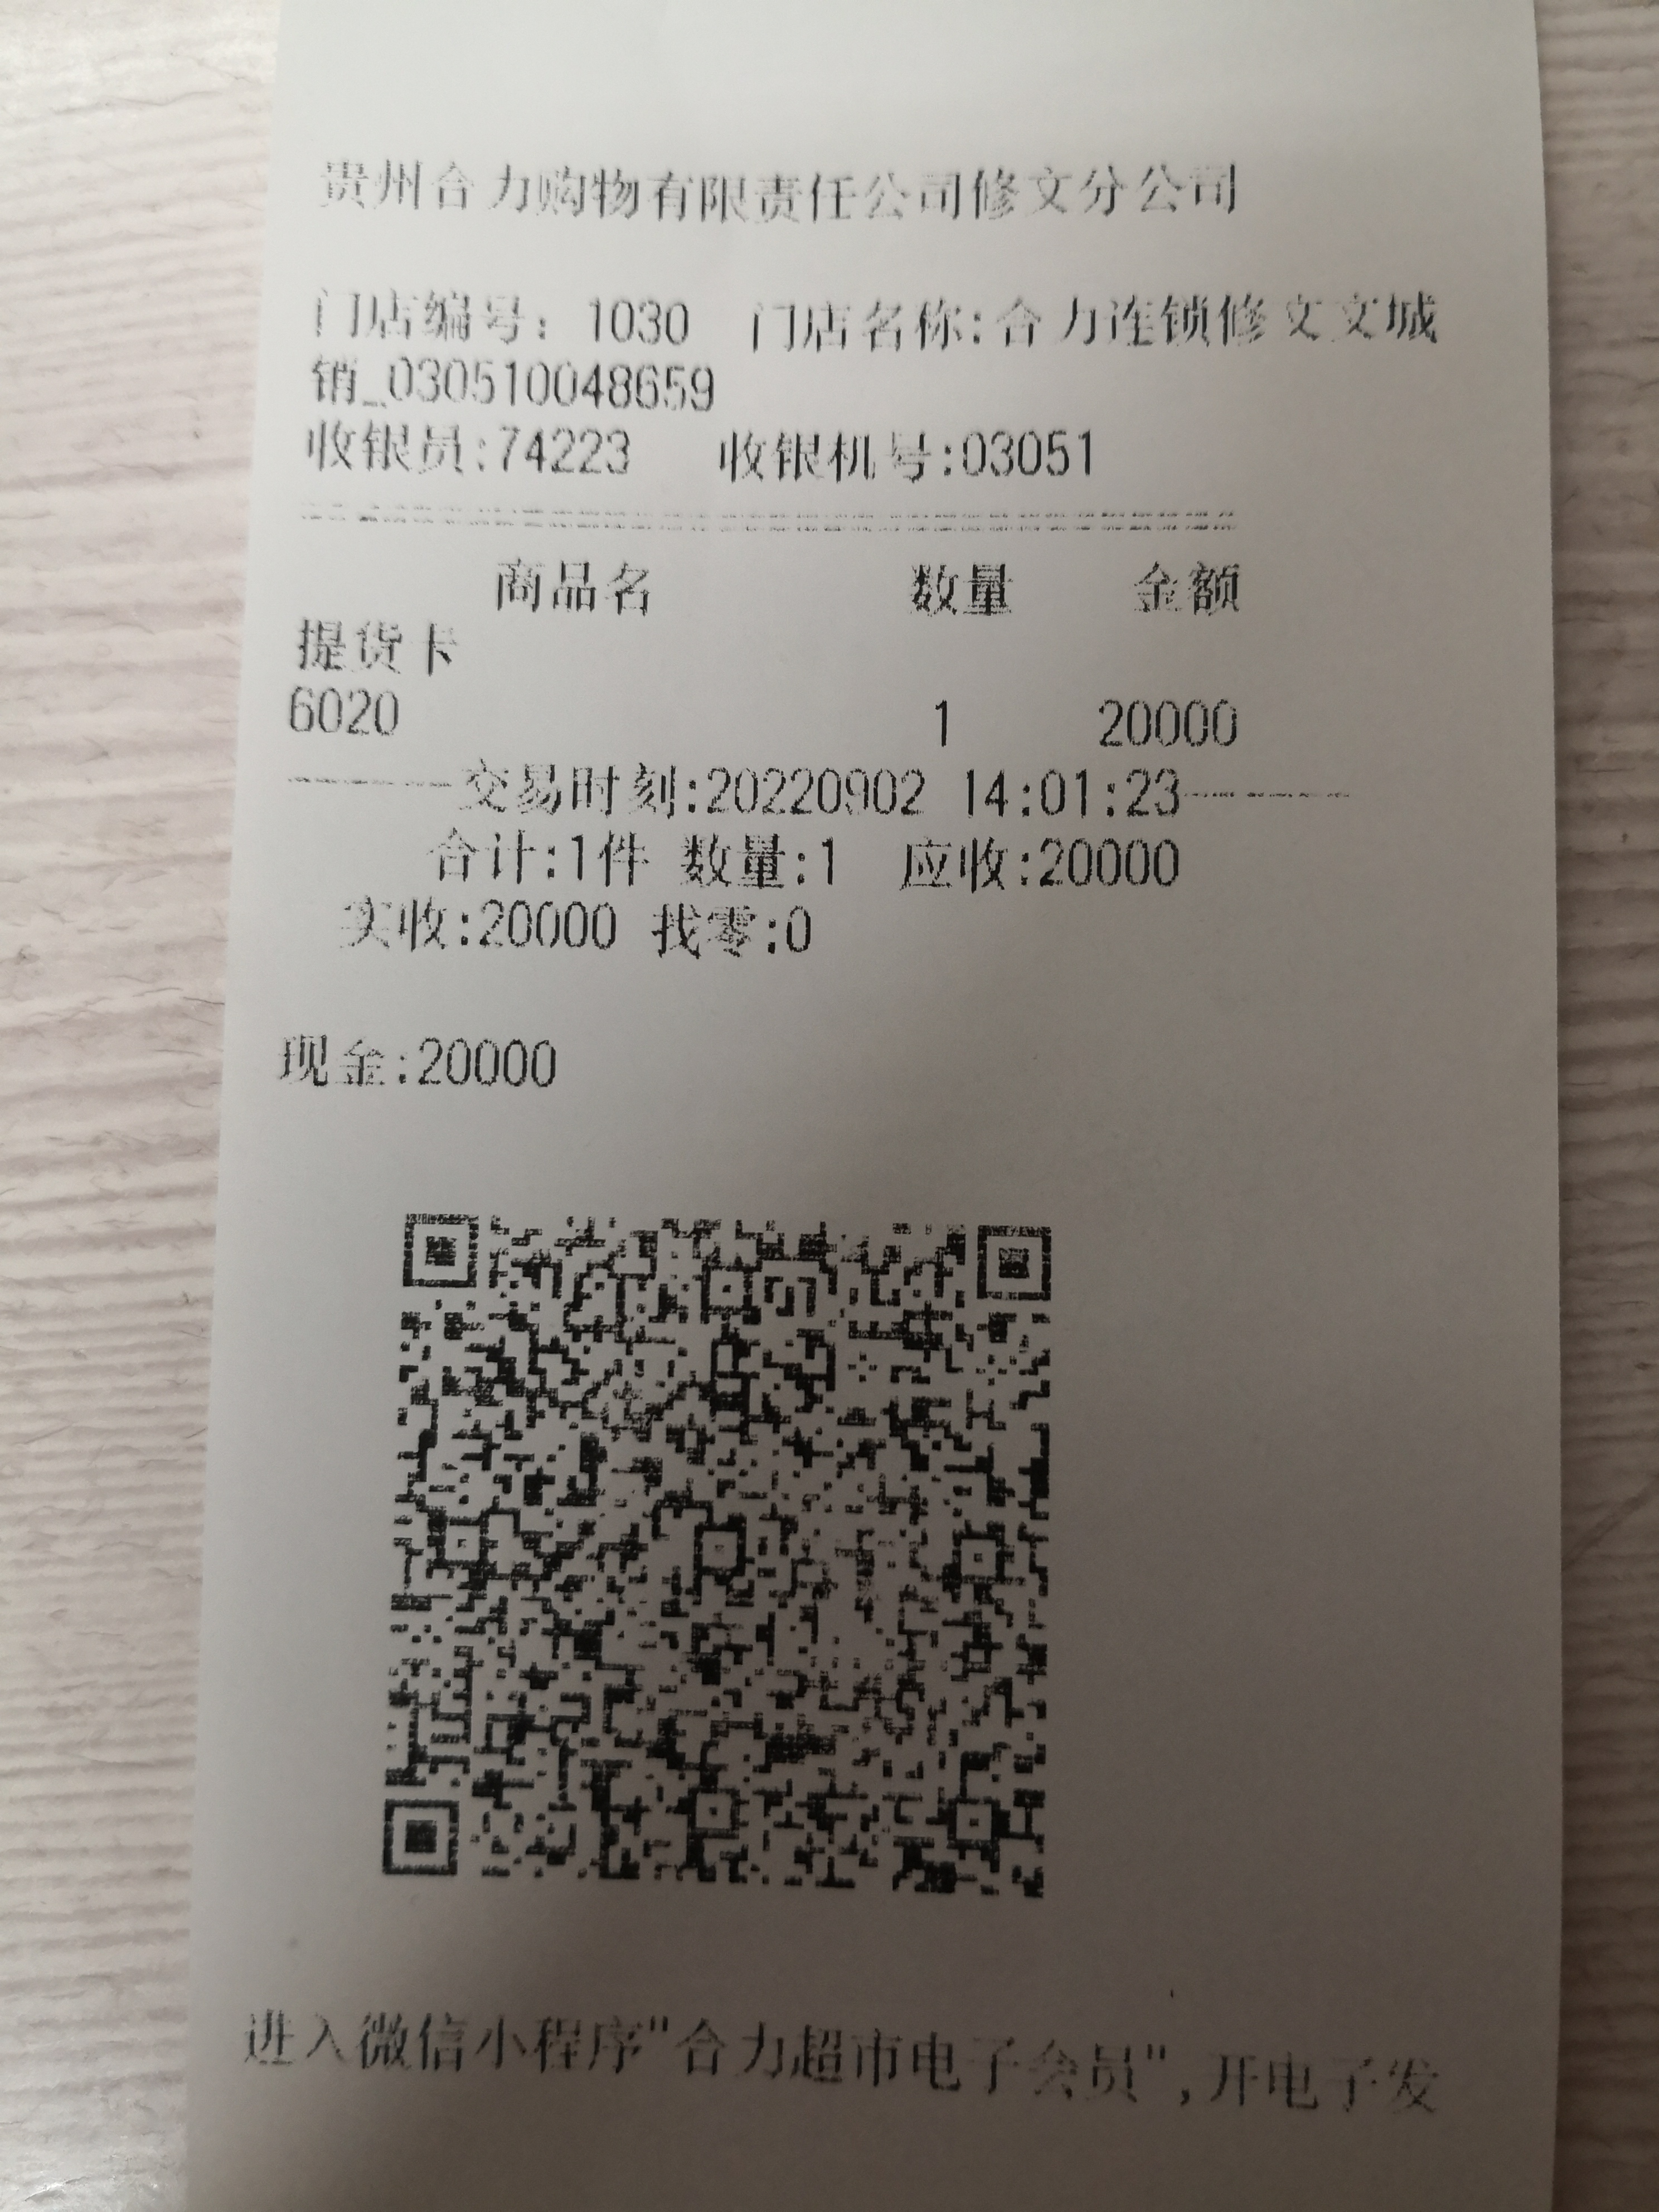 贵州合力购物有限责任公司修文分公司
门店编号: 1030 门店名称:合力连锁修文文城
销_030510048659
收银员:74223 收银机号:03051
商品名 数量 金额
提货卡
6020 1 20000
交易时刻:20220902 14:01:23
合计:1件 数量:1 应收:20000
实收:20000 找零:0
现金:20000
进入微信小程序"合力超市电子会员",开电子发